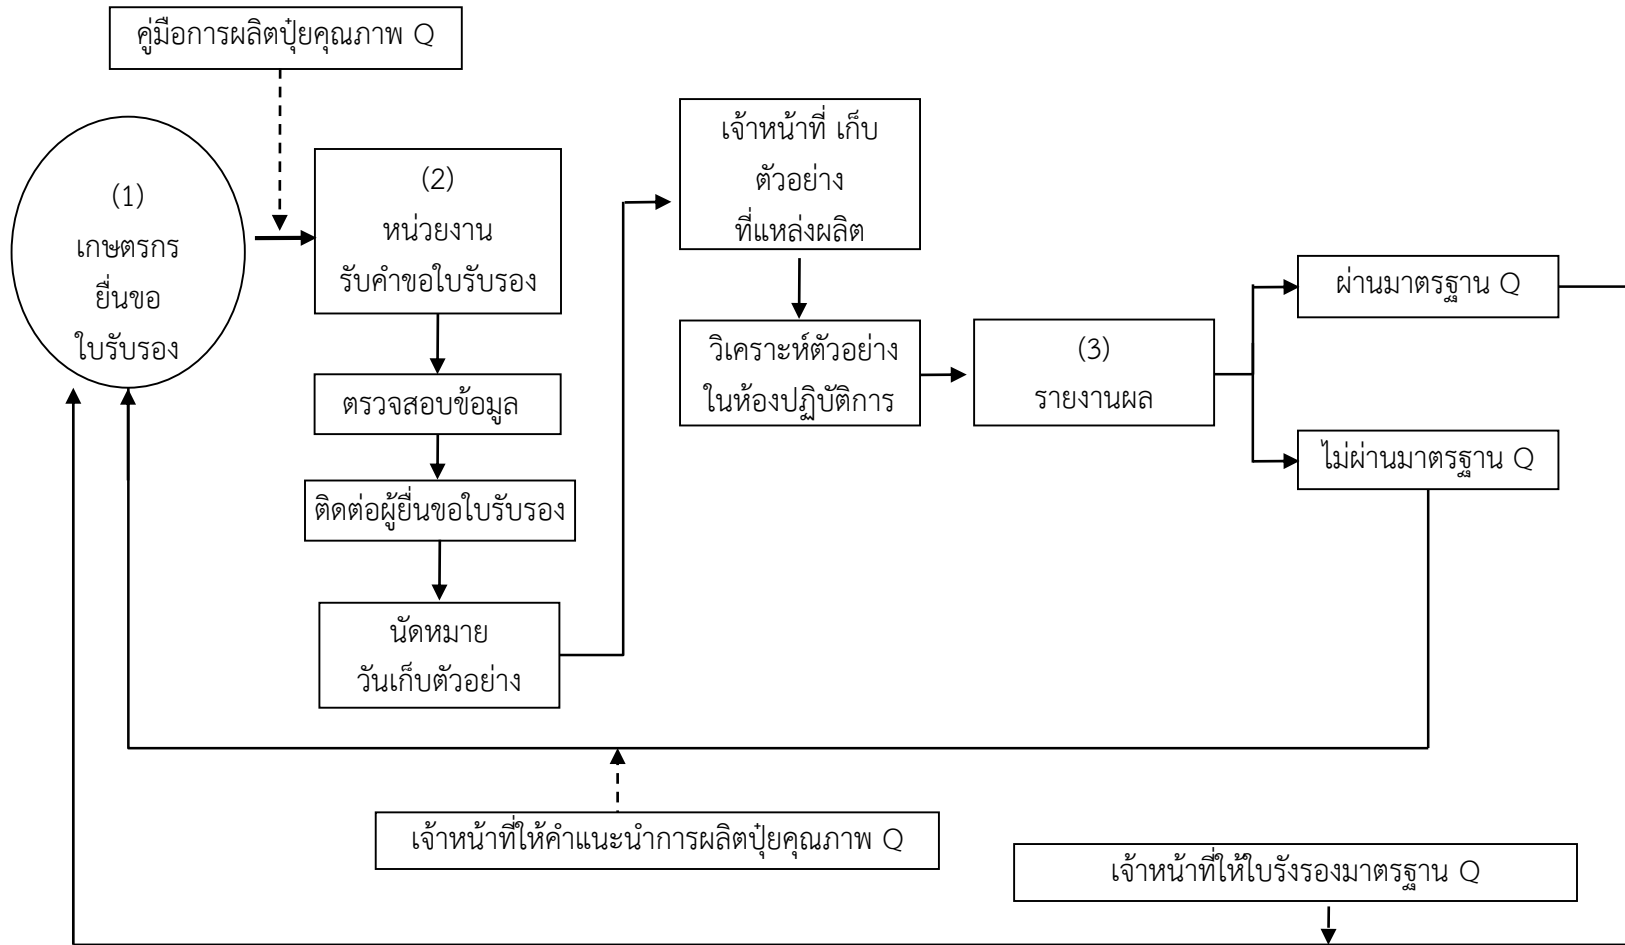 คู่มือการผลิตปุ๋ยคุณภาพ Q
(1)
เกษตรกร
ยื่นขอ
ใบรับรอง
(2)
หน่วยงาน
รับคำขอใบรับรอง
ตรวจสอบข้อมูล
ติดต่อผู้ยื่นขอใบรับรอง
นัดหมาย
วันเก็บตัวอย่าง
เจ้าหน้าที่ เก็บ
ตัวอย่าง
ที่แหล่งผลิต
วิเคราะห์ตัวอย่าง
ในห้องปฏิบัติการ
(3)
รายงานผล
ผ่านมาตรฐาน Q
ไม่ผ่านมาตรฐาน Q
เจ้าหน้าที่ให้คำแนะนำการผลิตปุ๋ยคุณภาพ Q
เจ้าหน้าที่ให้ใบรังรองมาตรฐาน Q